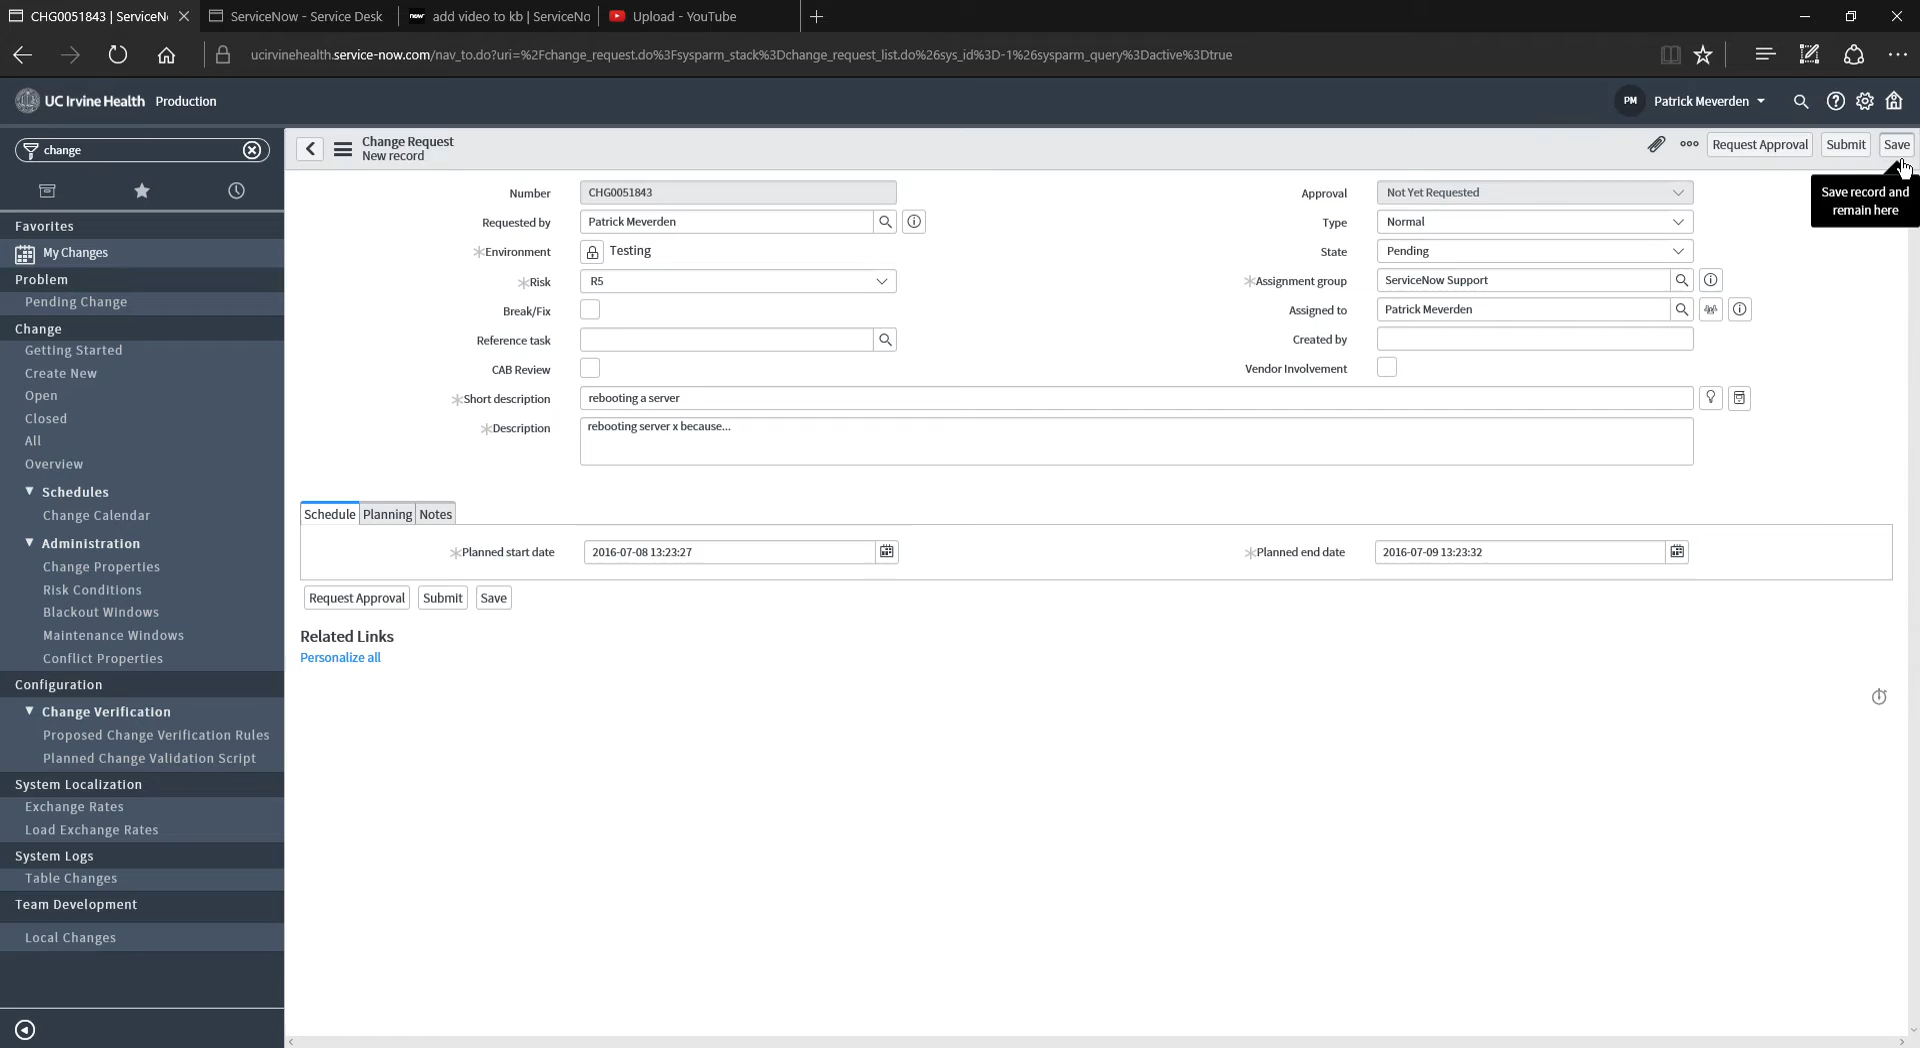 CHG0051843 | ServiceN
ServiceNow - Service Desk
now
add video to kb | ServiceNo
Upload - YouTube
ucirvinehealth.service-now.com/nav_to.do?uri=%2Fchange_request.do%3Fsysparm_stack%3Dchange_request_list.do%26sys_id%3D-1%26sysparm_query%3Dactive%3Dtrue
UC Irvine Health Production
PM Patrick Meverden
change
Change Request
New record
Request Approval
Submit
Save
Save record and
remain here
Favorites
My Changes
Problem
Pending Change
Change
Getting Started
Create New
Open
Closed
All
Overview
Schedules
Change Calendar
Administration
Change Properties
Risk Conditions
Blackout Windows
Maintenance Windows
Conflict Properties
Configuration
Change Verification
Proposed Change Verification Rules
Planned Change Validation Script
System Localization
Exchange Rates
Load Exchange Rates
System Logs
Table Changes
Team Development
Local Changes
Number CHG0051843
Approval Not Yet Requested
Requested by Patrick Meverden
Type Normal
Environment Testing
State Pending
Risk R5
Assignment group ServiceNow Support
Break/Fix
Assigned to Patrick Meverden
Reference task
Created by
CAB Review
Vendor Involvement
Short description rebooting a server
Description rebooting server x because...
Schedule Planning Notes
Planned start date 2016-07-08 13:23:27
Planned end date 2016-07-09 13:23:32
Request Approval Submit Save
Related Links
Personalize all